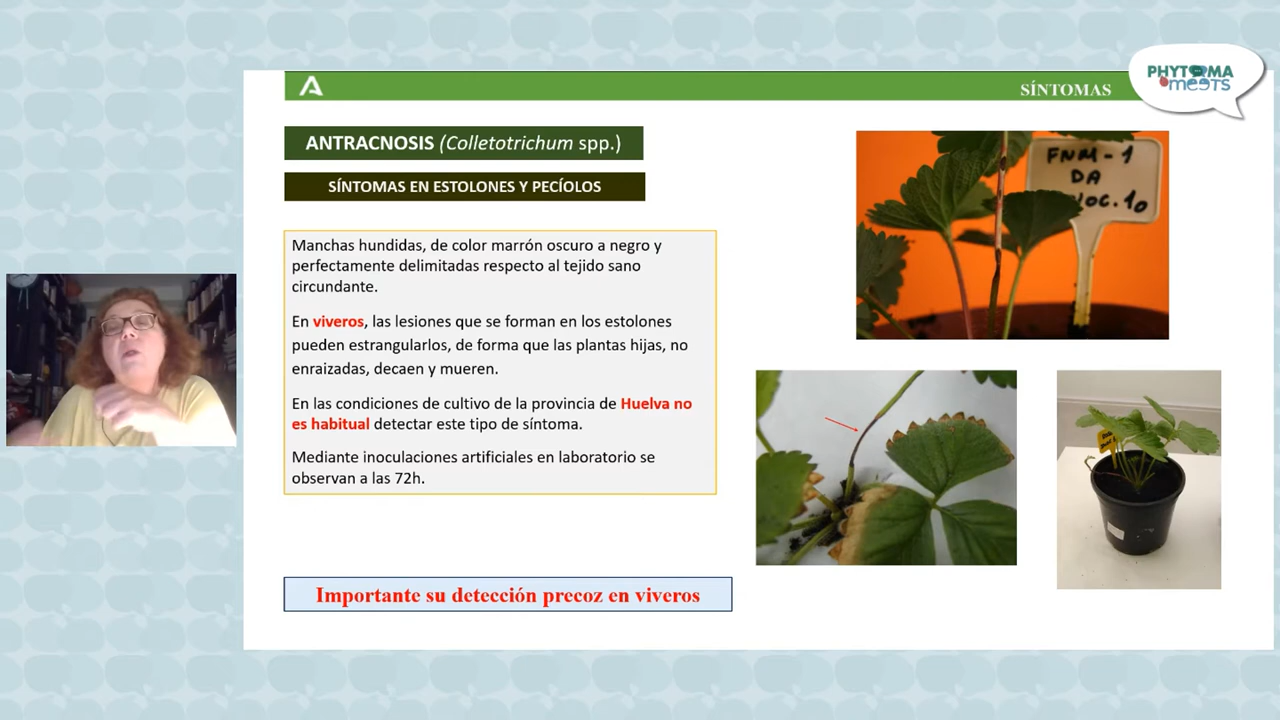 PHYTOMA
meets
SÍNTOMAS
ANTRACNOSIS (Colletotrichum spp.)
SÍNTOMAS EN ESTOLONES Y PECÍOLOS
Manchas hundidas, de color marrón oscuro a negro y
perfectamente delimitadas respecto al tejido sano
circundante.
En viveros, las lesiones que se forman en los estolones
pueden estrangularlos, de forma que las plantas hijas, no
enraizadas, decaen y mueren.
En las condiciones de cultivo de la provincia de Huelva no
es habitual detectar este tipo de síntoma.
Mediante inoculaciones artificiales en laboratorio se
observan a las 72h.
Importante su detección precoz en viveros
FNM-1
DA